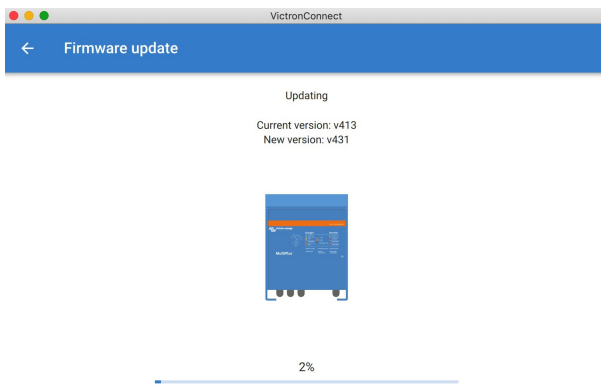 VictronConnect
Firmware update
Updating
Current version: v413
New version: v431
MultiPlus
2%